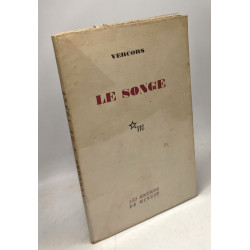 VERCORS
LE SONGE
LES ÉDITIONS
DE MINUIT